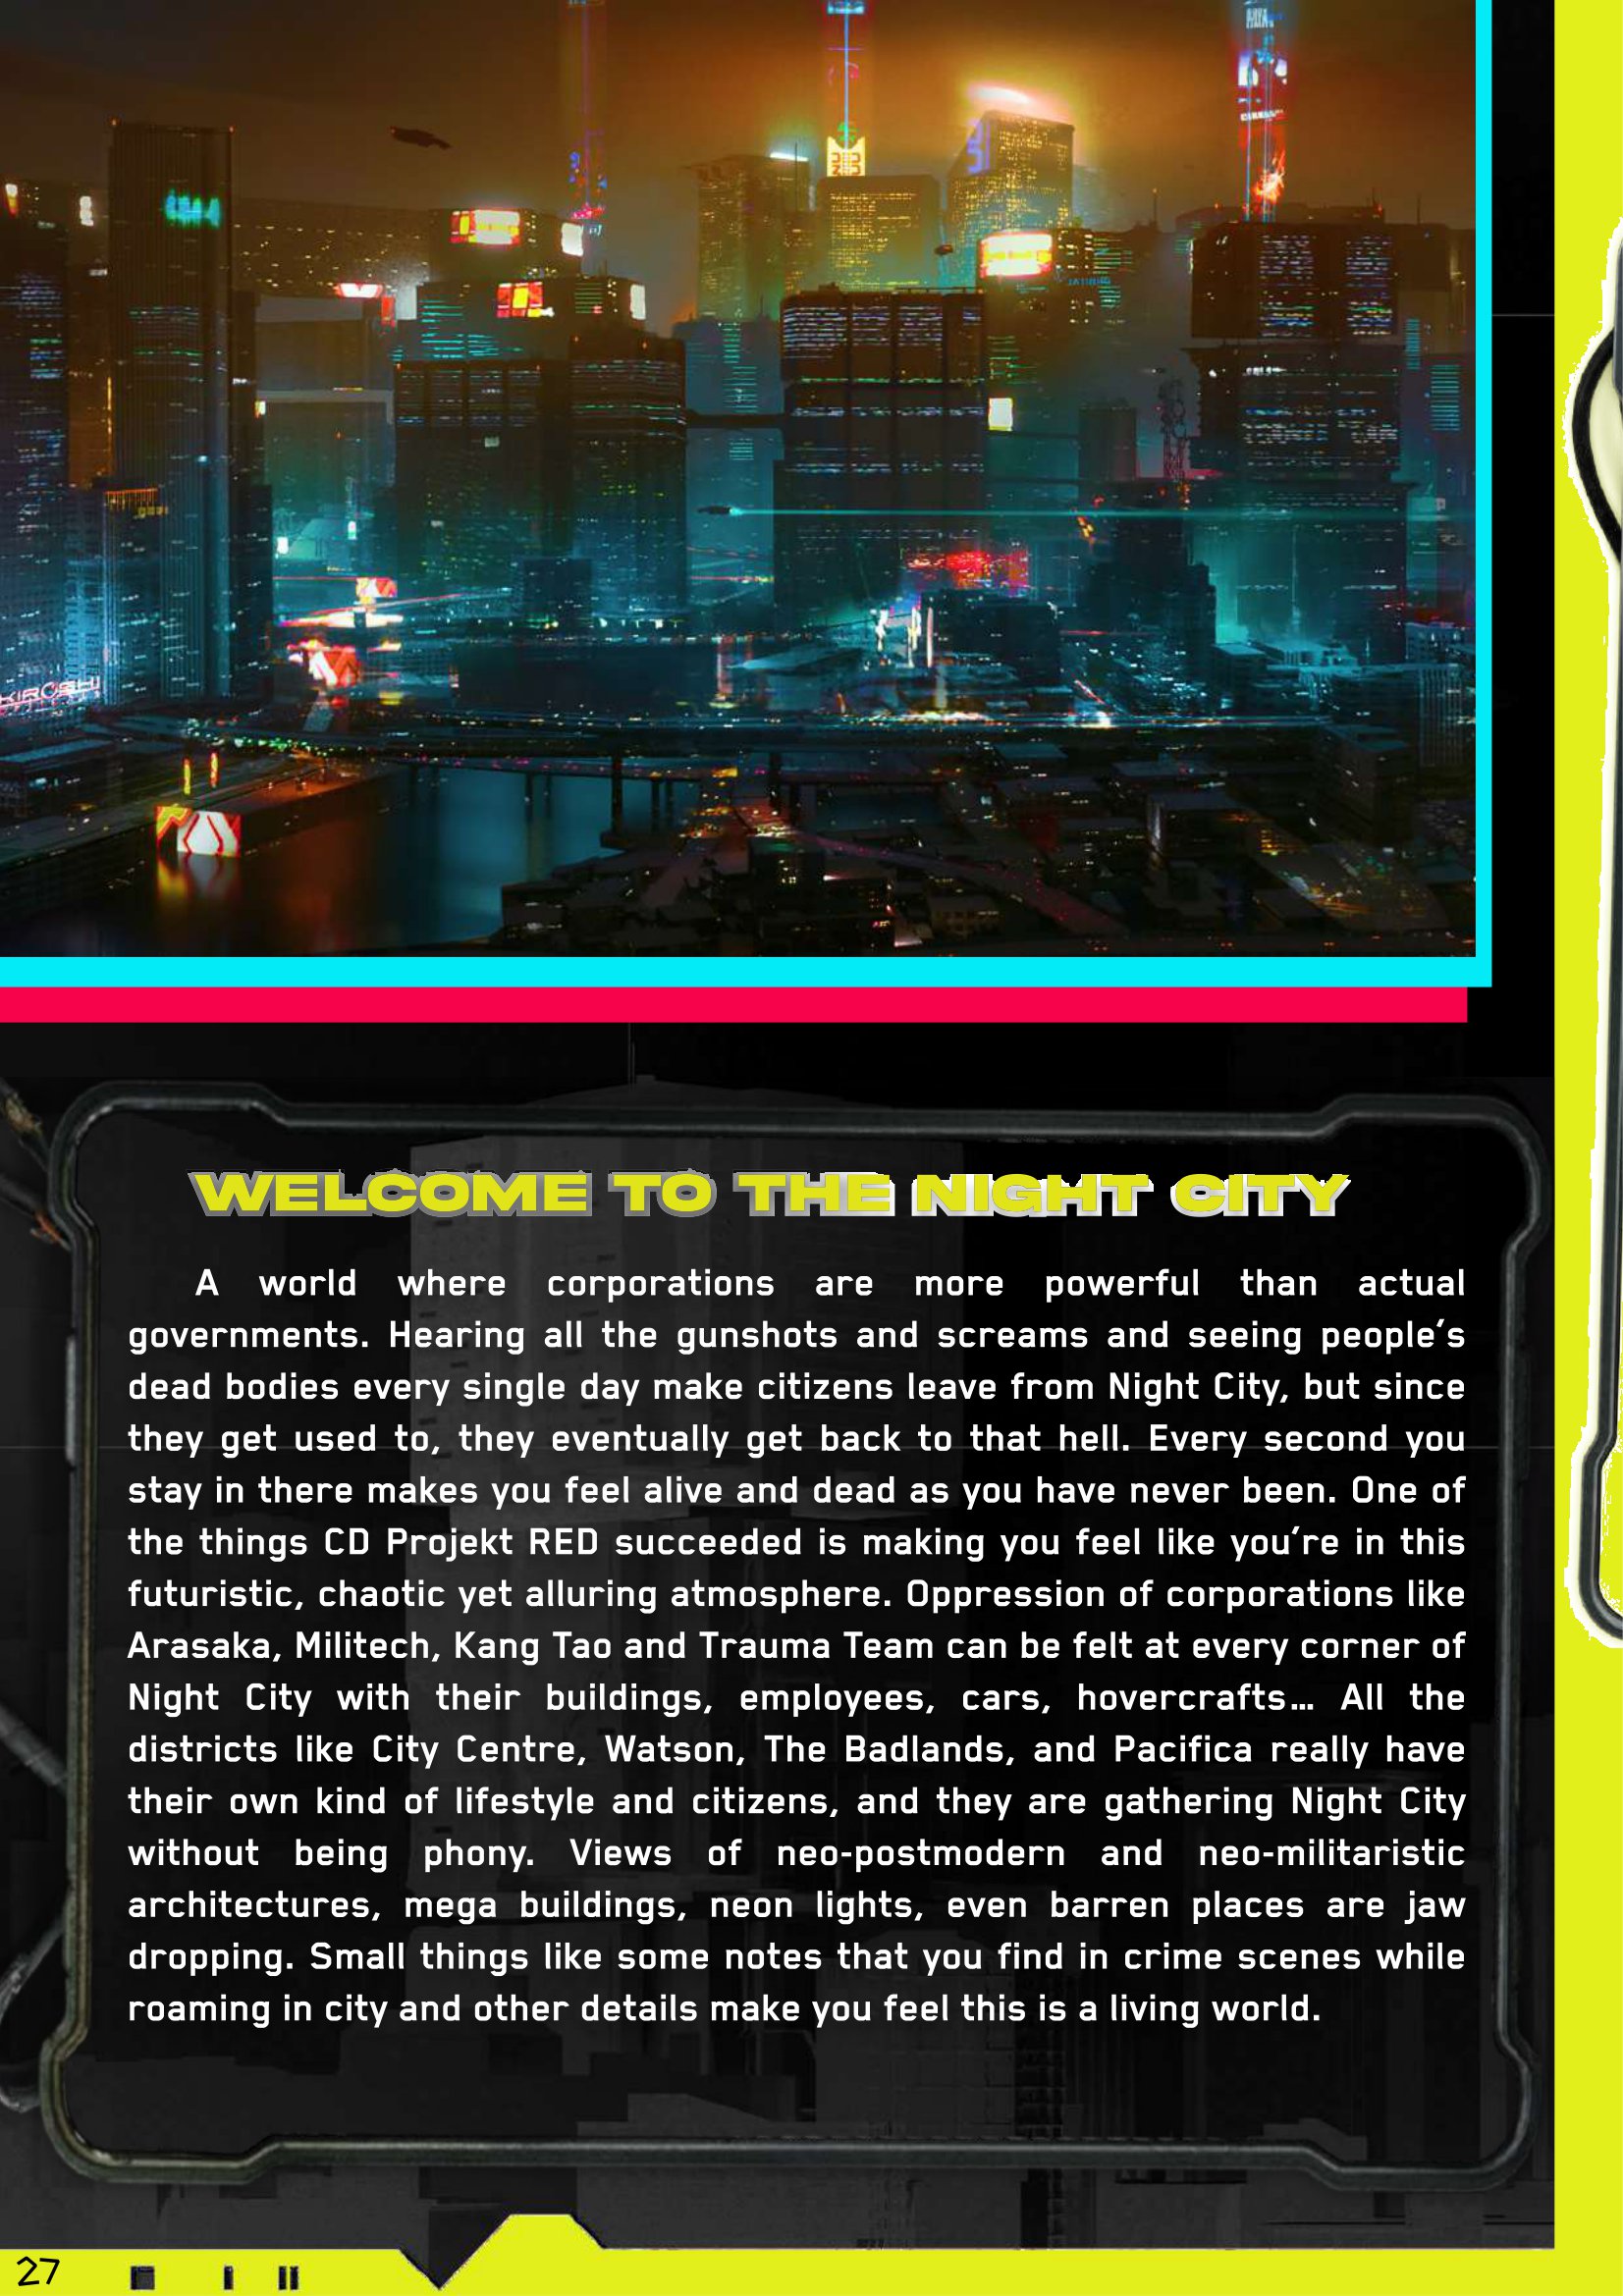 KIROSHI
WELCOME TO THE NIGHT CITY
A world where corporations are more powerful than actual
governments. Hearing all the gunshots and screams and seeing people's
dead bodies every single day make citizens leave from Night City, but since
they get used to, they eventually get back to that hell. Every second you
stay in there makes you feel alive and dead as you have never been. One of
the things CD Projekt RED succeeded is making you feel like you're in this
futuristic, chaotic yet alluring atmosphere. Oppression of corporations like
Arasaka, Militech, Kang Tao and Trauma Team can be felt at every corner of
Night City with their buildings, employees, cars, hovercrafts... All the
districts like City Centre, Watson, The Badlands, and Pacifica really have
their own kind of lifestyle and citizens, and they are gathering Night City
without being phony. Views of neo-postmodern and neo-militaristic
architectures, mega buildings, neon lights, even barren places are jaw
dropping. Small things like some notes that you find in crime scenes while
roaming in city and other details make you feel this is a living world.
27